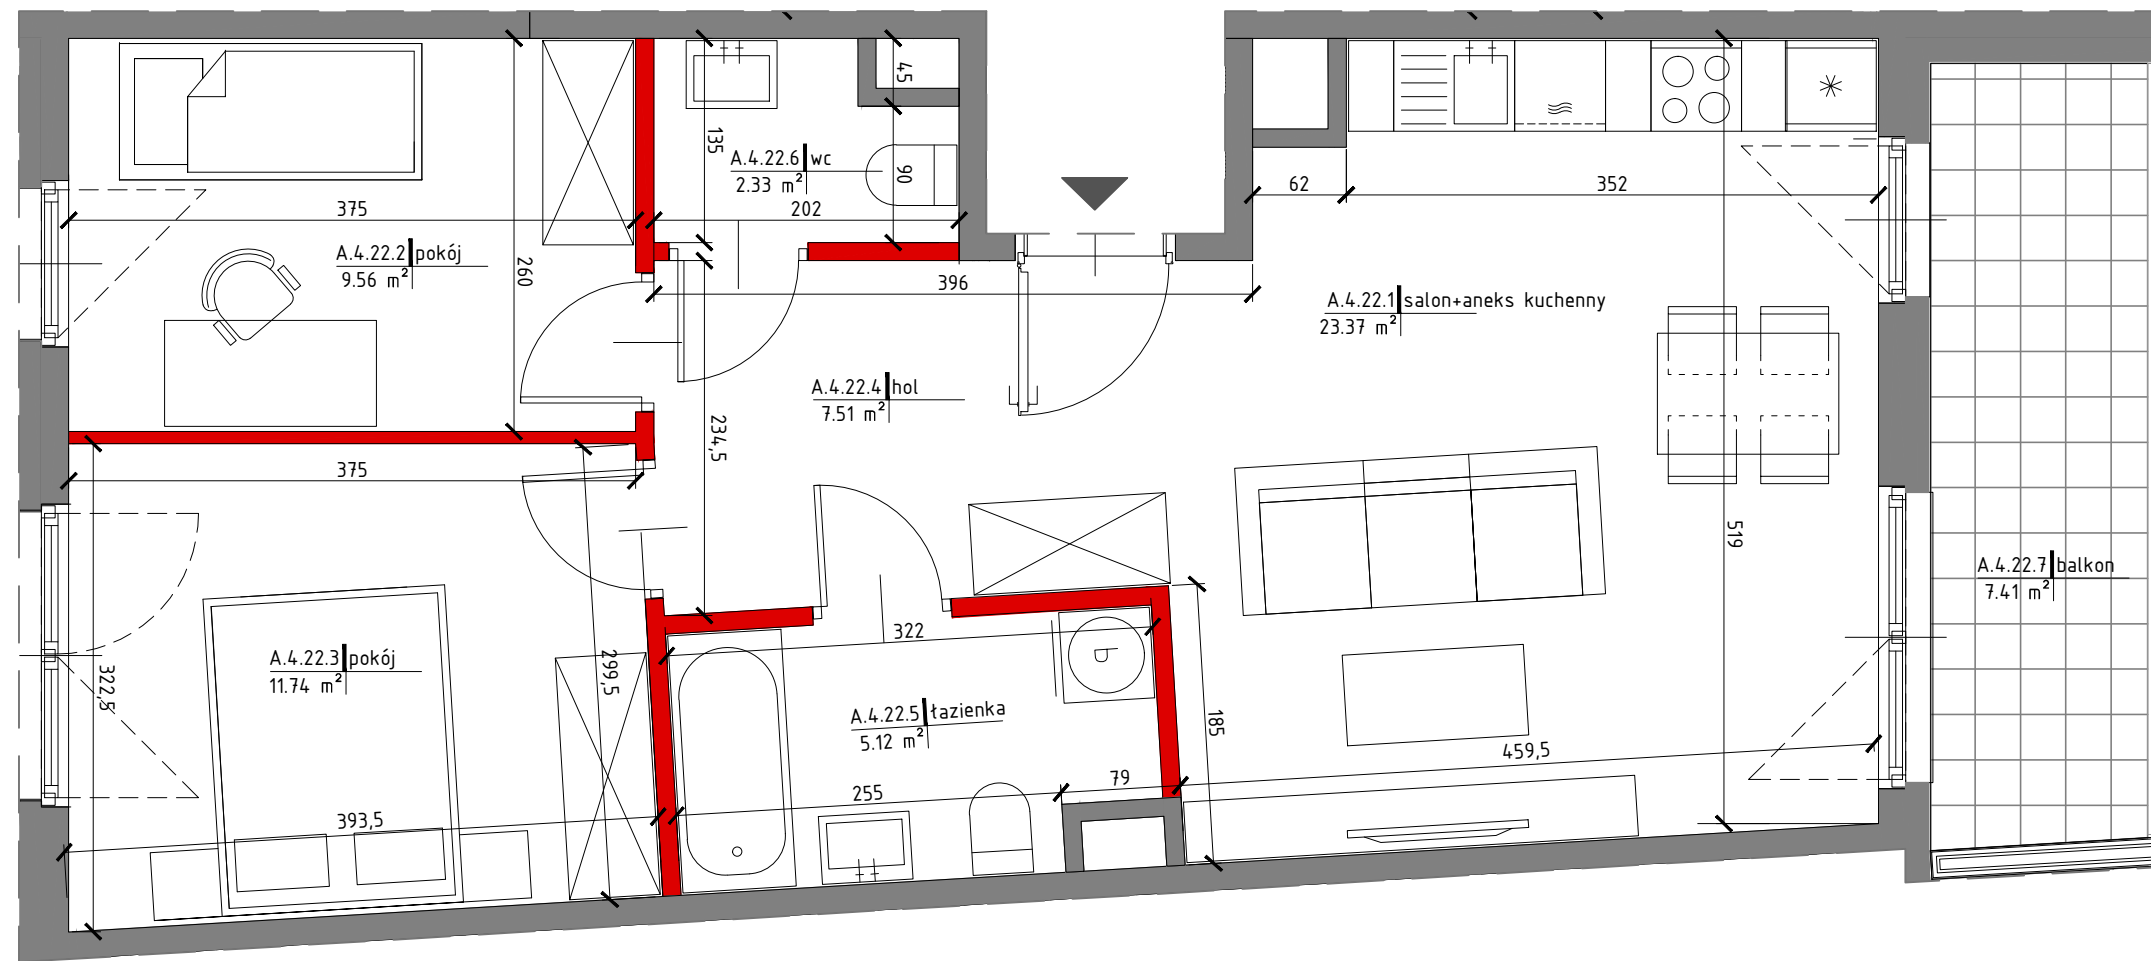 A.4.22.2 pokój
9.56 m²
375
260
135
A.4.22.6 wc
2.33 m²
202
45
90
396
62
352
A.4.22.1 salon+aneks kuchenny
23.37 m²
A.4.22.4 hol
7.51 m²
234,5
375
519
A.4.22.7 balkon
7.41 m²
A.4.22.3 pokój
11.74 m²
322,5
299,5
393,5
322
A.4.22.5 łazienka
5.12 m²
P
255
79
185
459,5